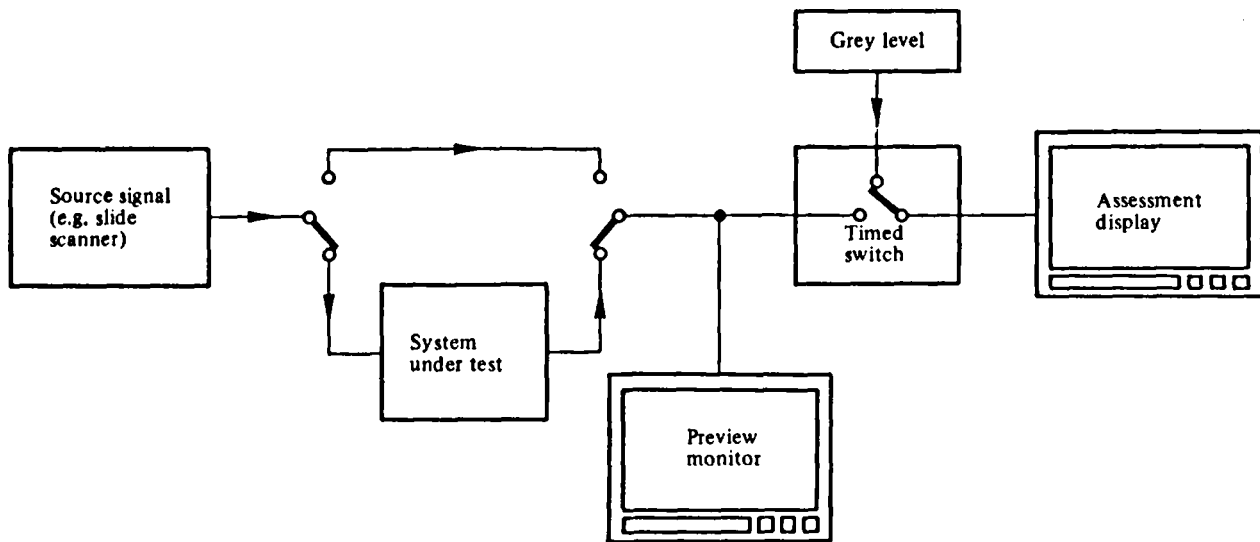 Grey level
Source signal
(e.g. slide
scanner)
Timed
switch
Assessment
display
System
under test
Preview
monitor